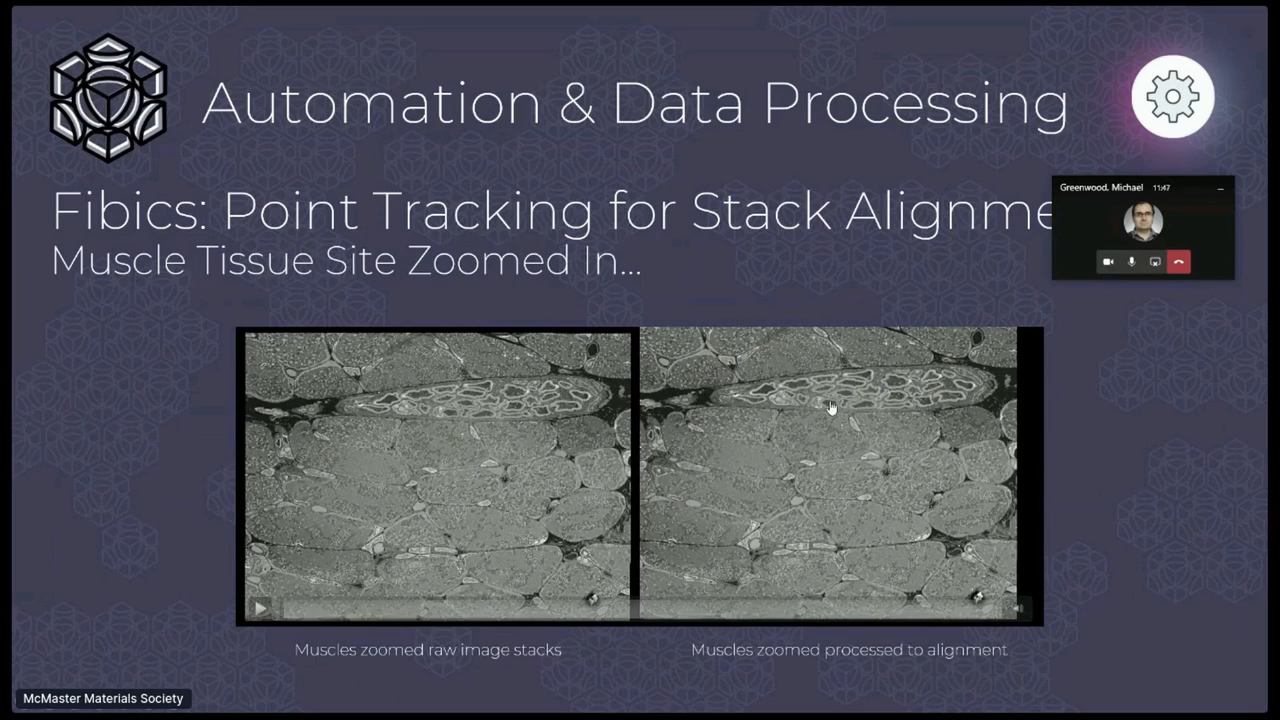 Automation & Data Processing
Fibics: Point Tracking for Stack Alignme
Greenwood, Michael 11:47
Muscle Tissue Site Zoomed In...
Muscles zoomed raw image stacks
Muscles zoomed processed to alignment
McMaster Materials Society